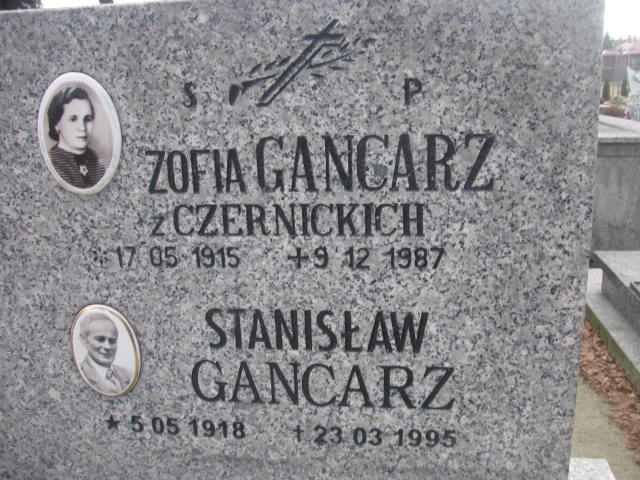 S P
ZOFIA GANCARZ
z CZERNICKICH
* 17 05 1915 + 9 12 1987
STANISŁAW
GANCARZ
★ 5 05 1918 † 23 03 1995